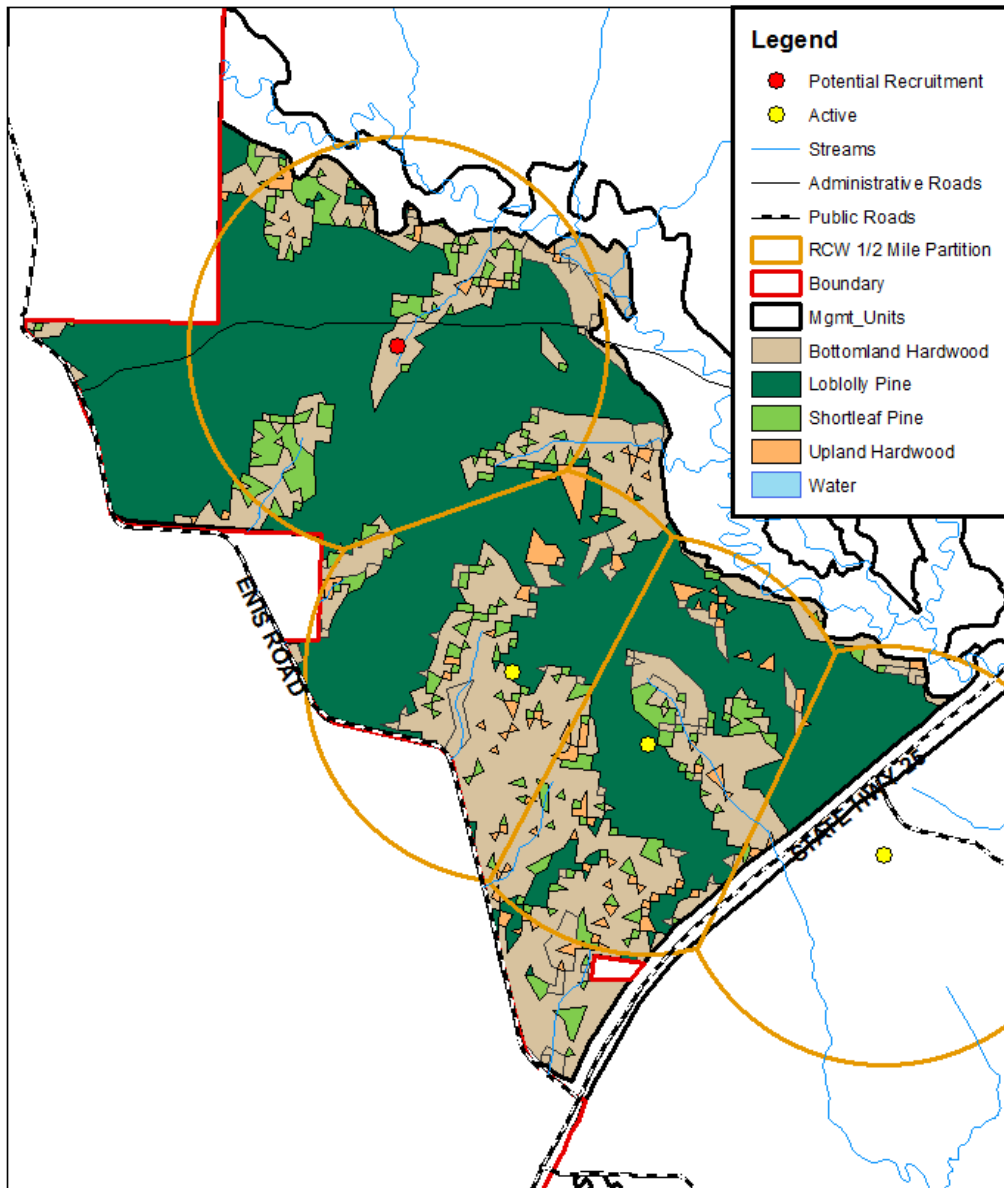 Legend
Potential Recruitment
Active
Streams
Administrative Roads
Public Roads
RCW 1/2 Mile Partition
Boundary
Mgmt_Units
Bottomland Hardwood
Loblolly Pine
Shortleaf Pine
Upland Hardwood
Water
ENIS ROAD
STATE HWY 25